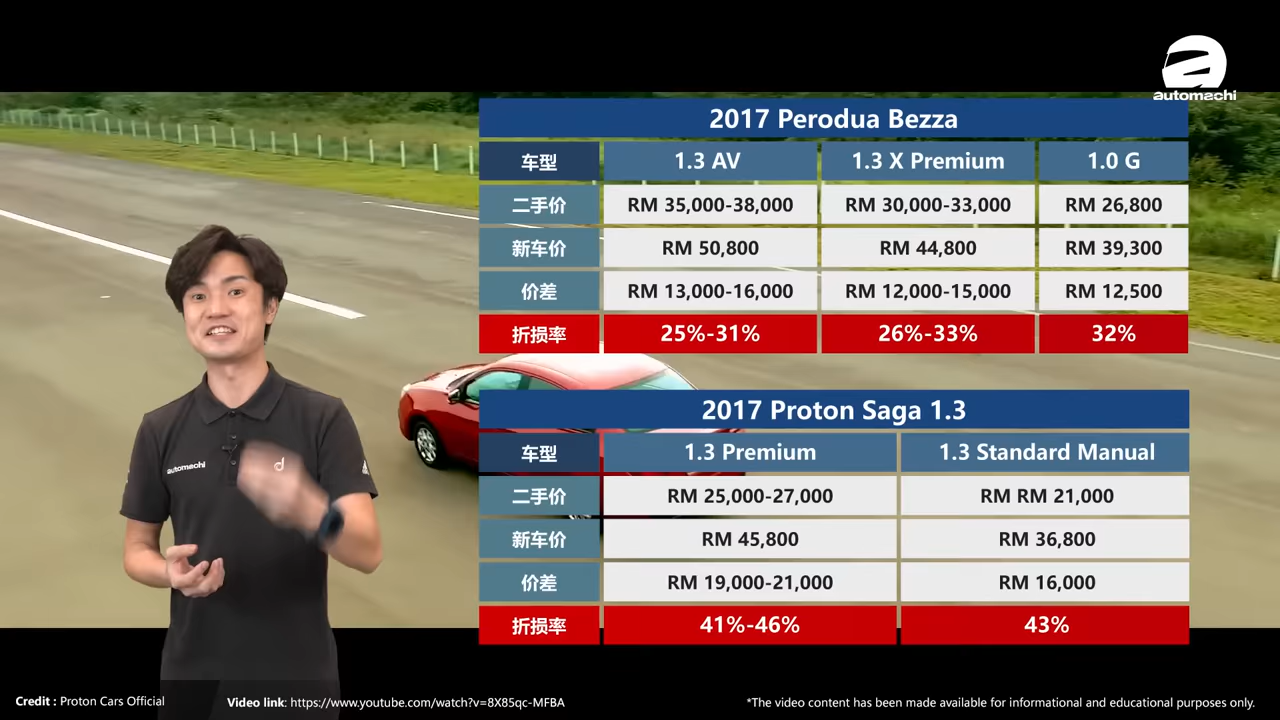 automachi
2017 Perodua Bezza
车型 1.3 AV 1.3 X Premium 1.0 G
二手价 RM 35,000-38,000 RM 30,000-33,000 RM 26,800
新车价 RM 50,800 RM 44,800 RM 39,300
价差 RM 13,000-16,000 RM 12,000-15,000 RM 12,500
折损率 25%-31% 26%-33% 32%
2017 Proton Saga 1.3
车型 1.3 Premium 1.3 Standard Manual
二手价 RM 25,000-27,000 RM RM 21,000
新车价 RM 45,800 RM 36,800
价差 RM 19,000-21,000 RM 16,000
折损率 41%-46% 43%
automachi
Credit : Proton Cars Official
Video link: https://www.youtube.com/watch?v=8X85qc-MFBA
*The video content has been made available for informational and educational purposes only.